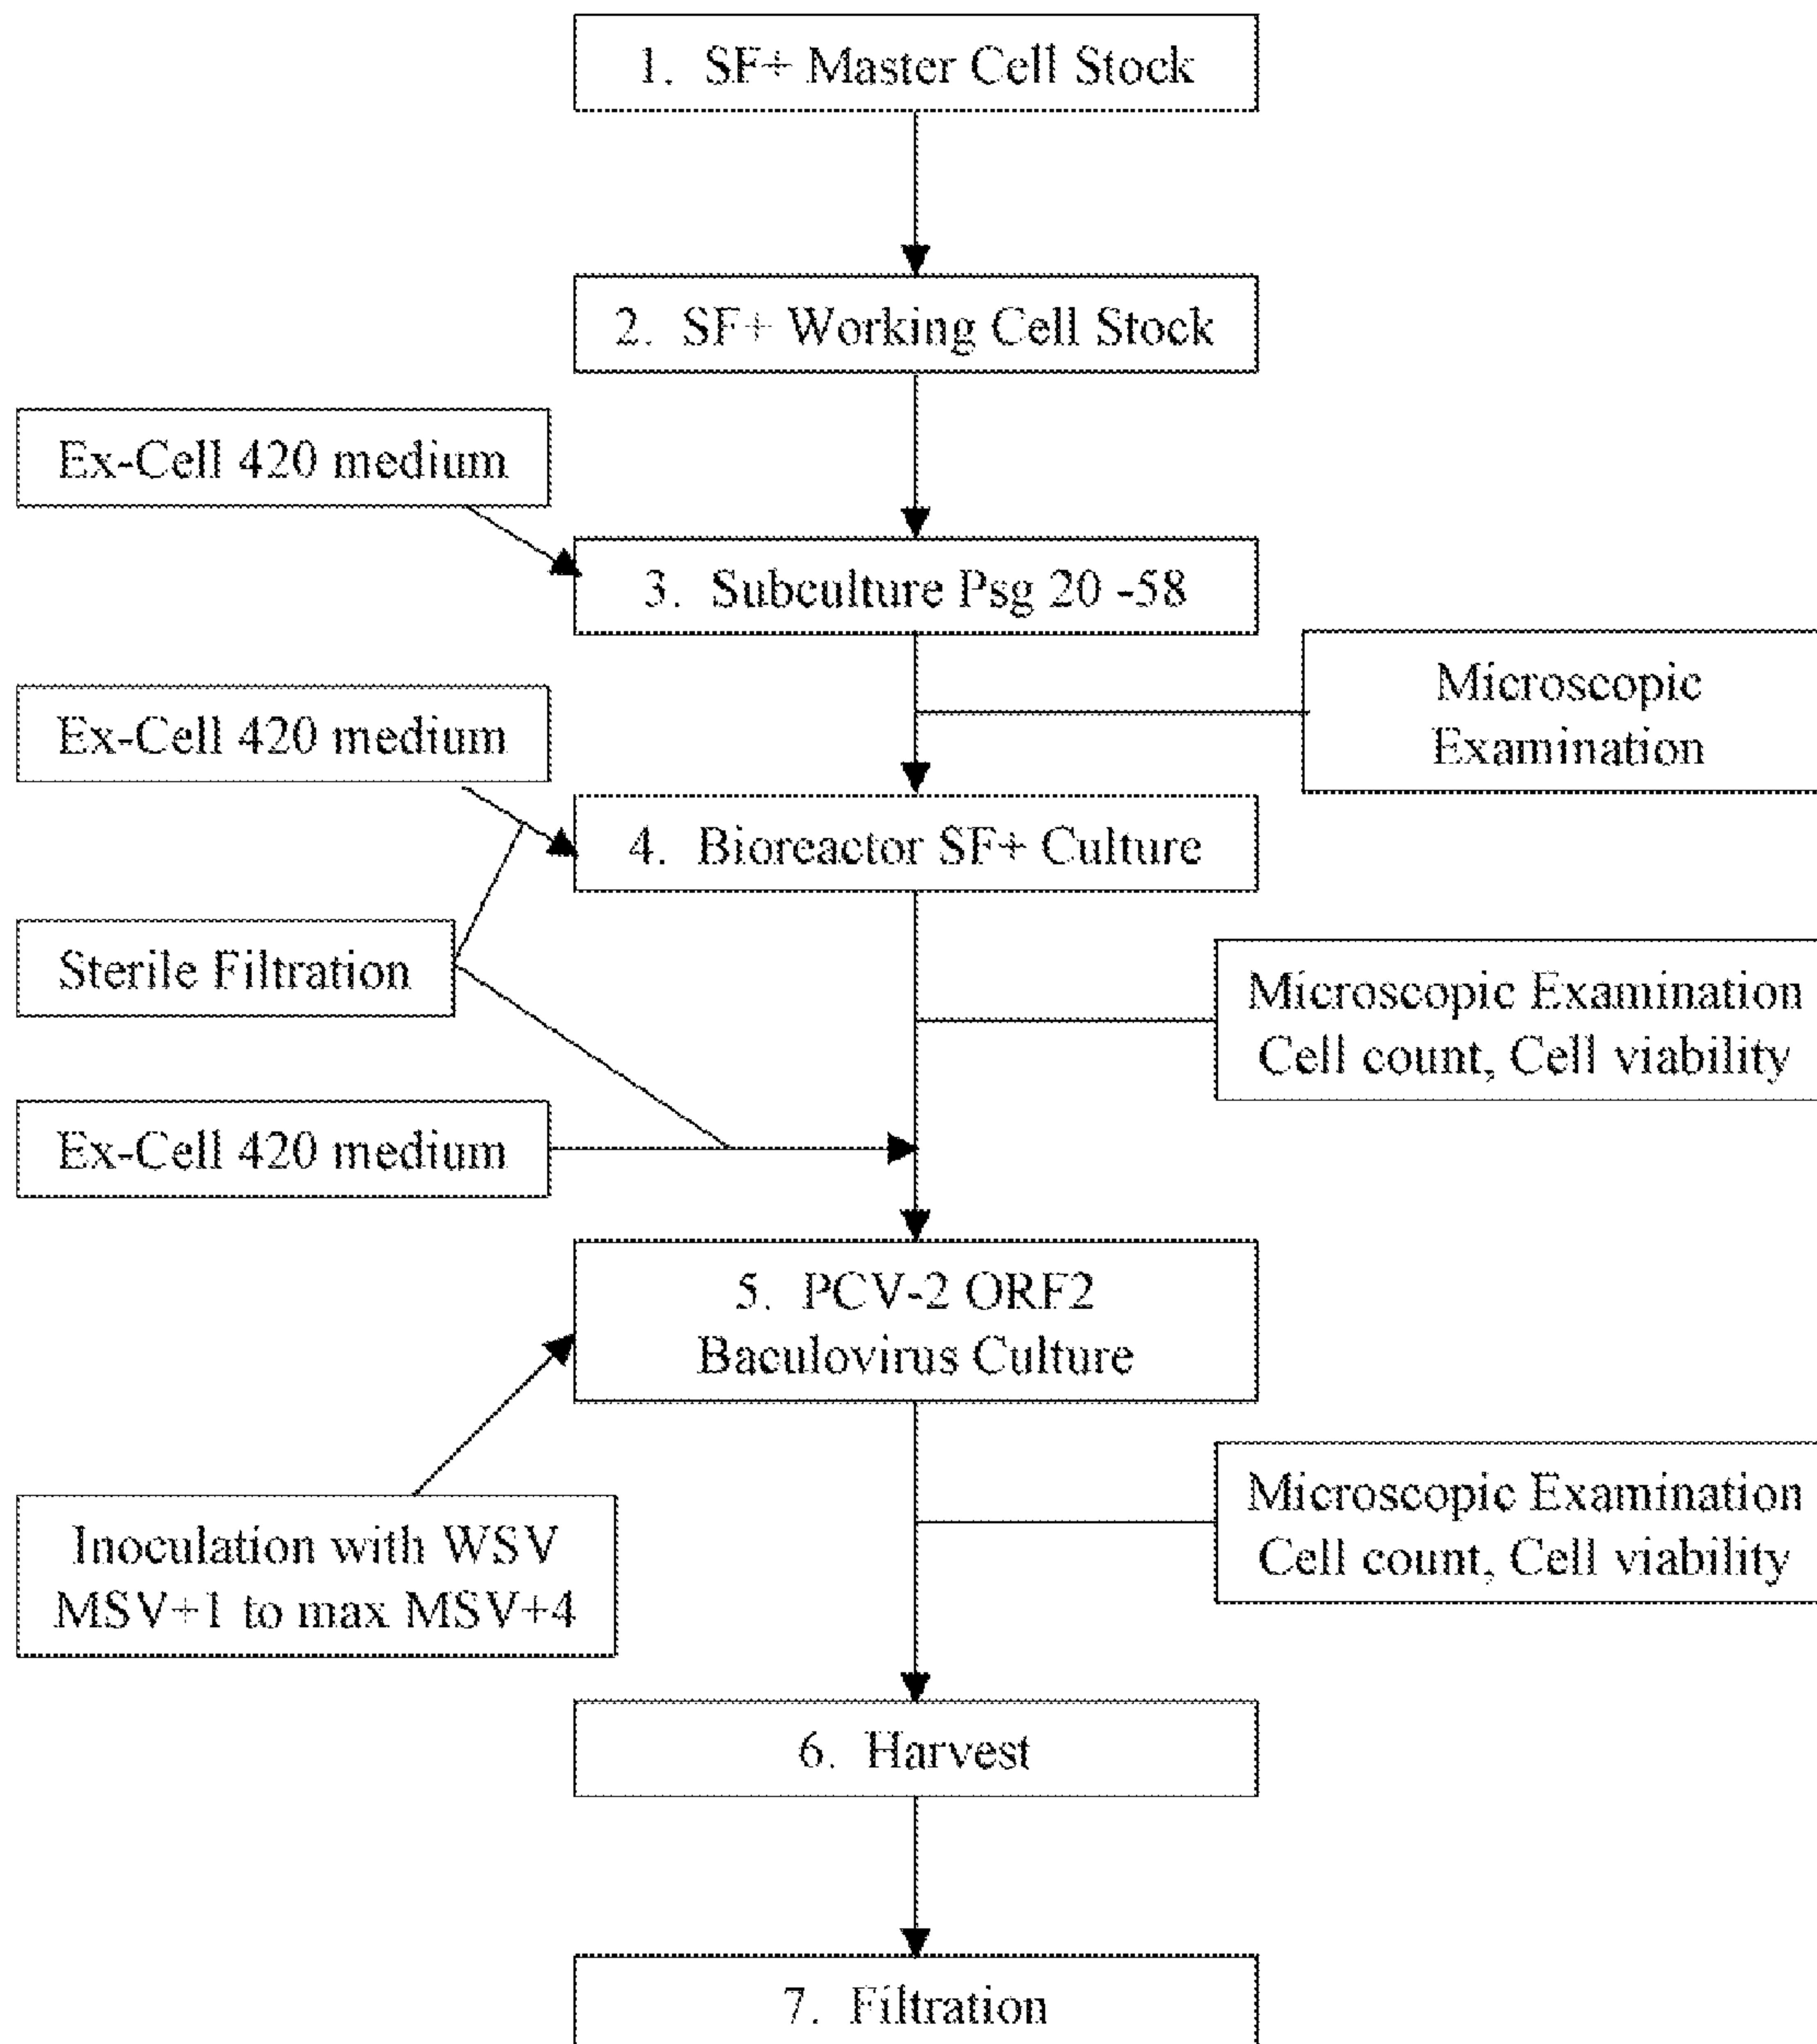 1. SF+ Master Cell Stock
2. SF+ Working Cell Stock
Ex-Cell 420 medium
3. Subculture Psg 20 -58
Microscopic
Examination
Ex-Cell 420 medium
4. Bioreactor SF+ Culture
Sterile Filtration
Microscopic Examination
Cell count, Cell viability
Ex-Cell 420 medium
5. PCV-2 ORF2
Baculovirus Culture
Inoculation with WSV
MSV+1 to max MSV+4
Microscopic Examination
Cell count, Cell viability
6. Harvest
7. Filtration